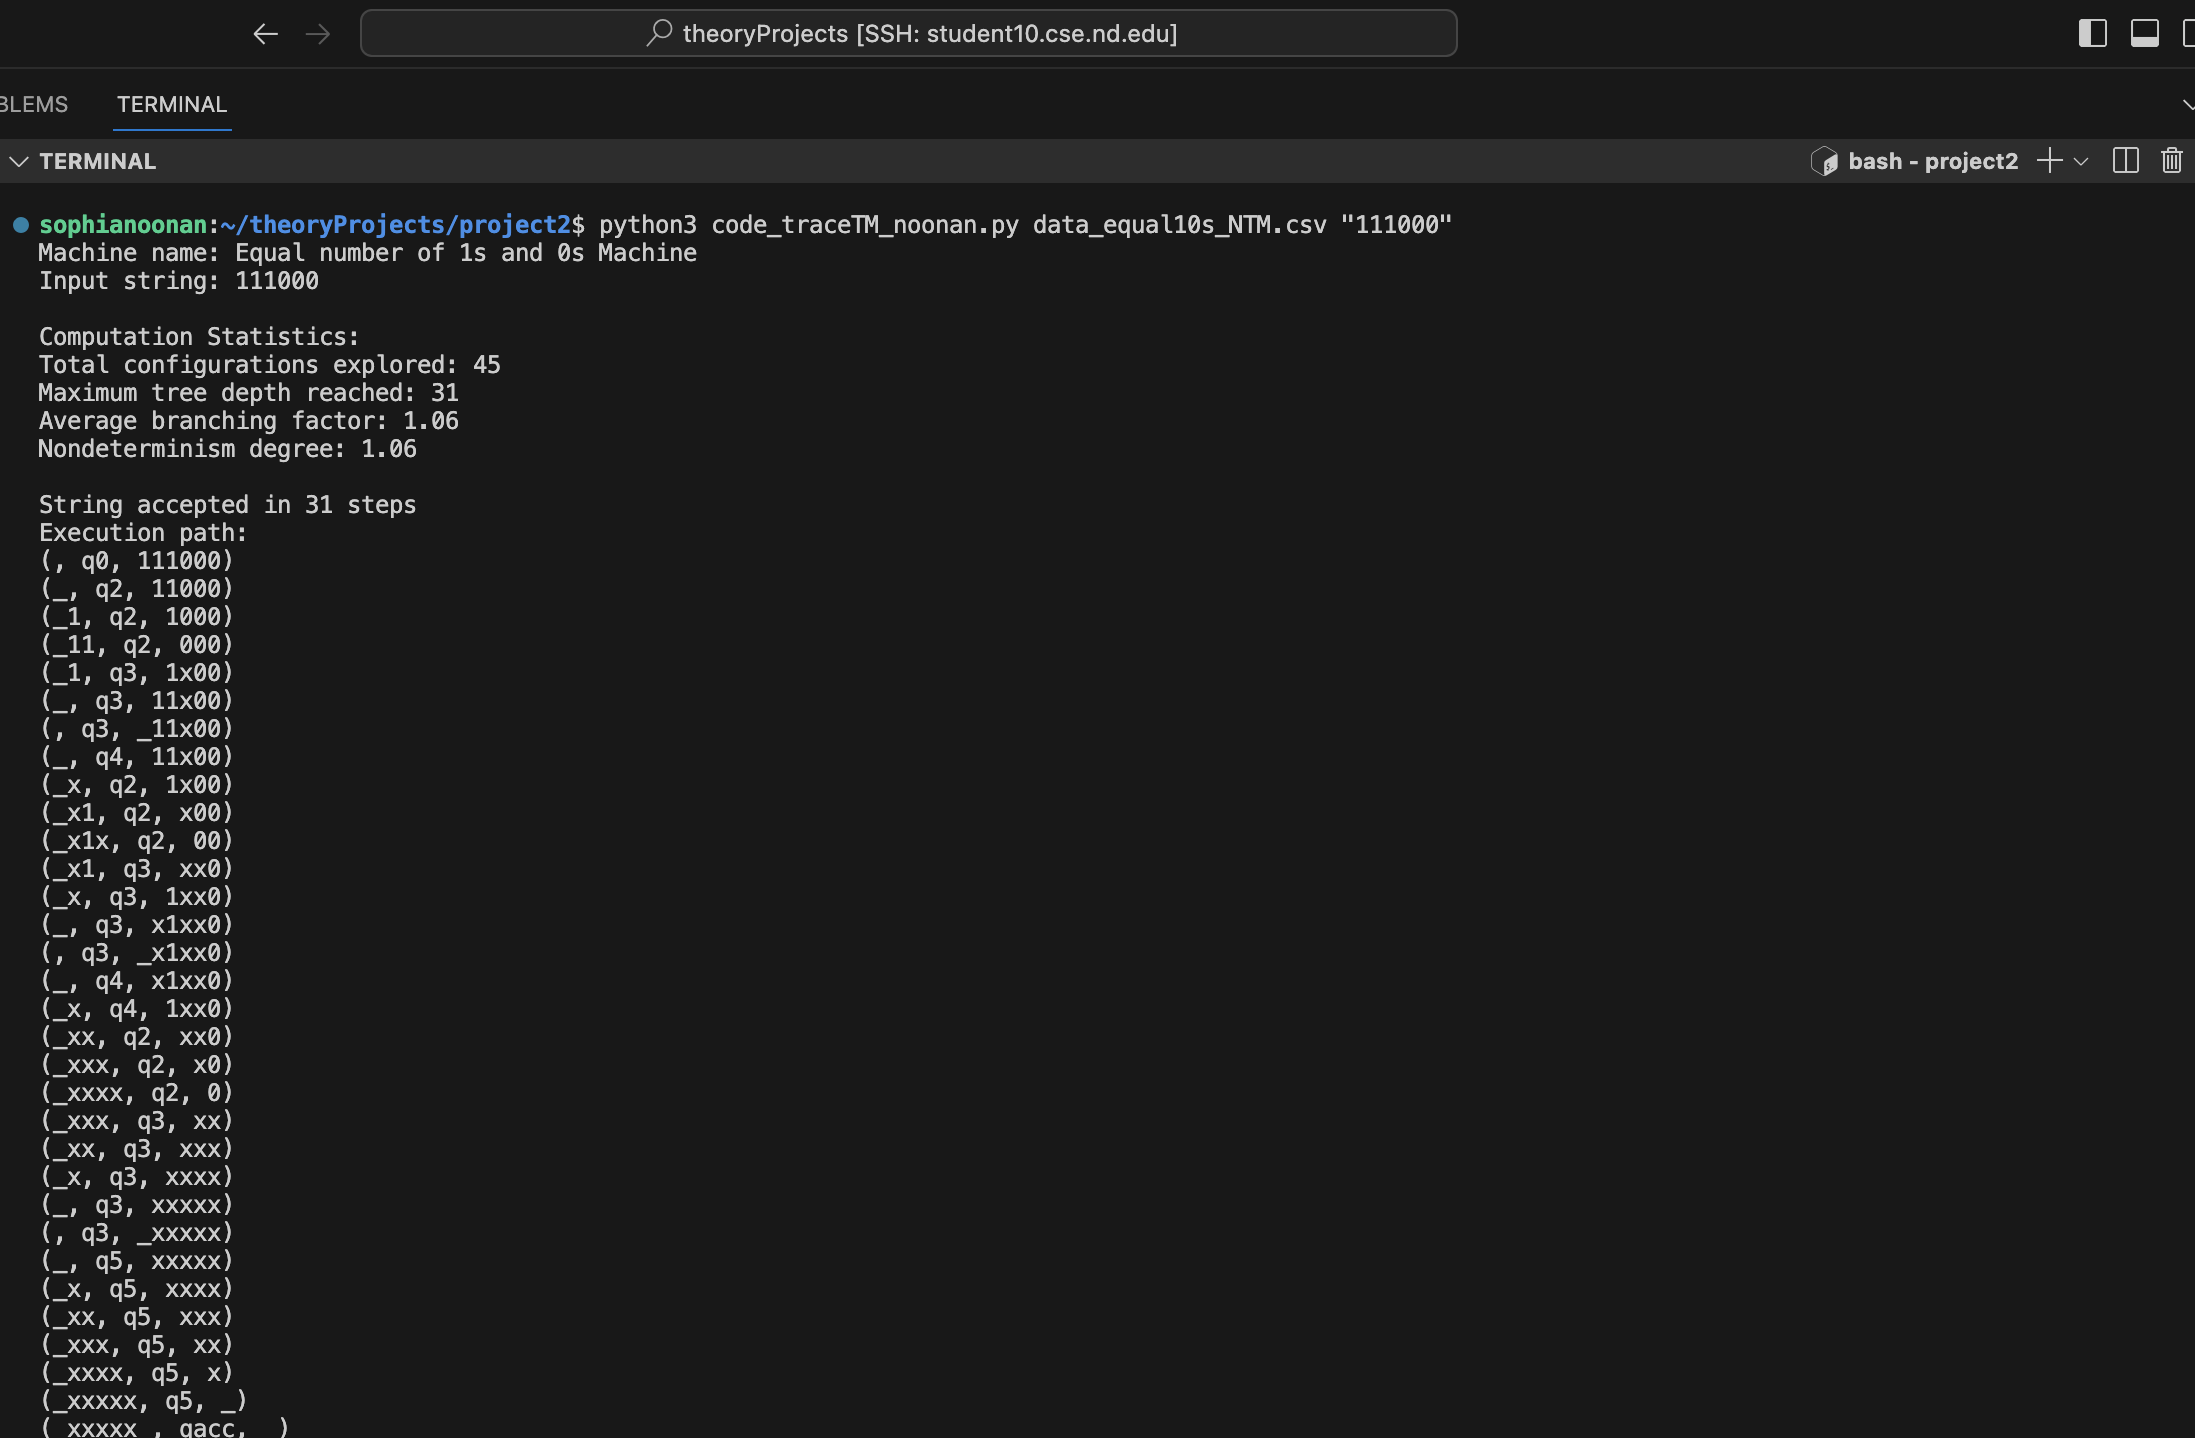 theoryProjects [SSH: student10.cse.nd.edu]
BLEMS TERMINAL
TERMINAL
bash - project2
sophianoonan:~/theoryProjects/project2$ python3 code_traceTM_noonan.py data_equal10s_NTM.csv "111000"
Machine name: Equal number of 1s and 0s Machine
Input string: 111000
Computation Statistics:
Total configurations explored: 45
Maximum tree depth reached: 31
Average branching factor: 1.06
Nondeterminism degree: 1.06
String accepted in 31 steps
Execution path:
(, q0, 111000)
(_, q2, 11000)
(_1, q2, 1000)
(_11, q2, 000)
(_1, q3, 1x00)
(_, q3, 11x00)
(, q3, _11x00)
(_, q4, 11x00)
(_x, q2, 1x00)
(_x1, q2, x00)
(_x1x, q2, 00)
(_x1, q3, xx0)
(_x, q3, 1xx0)
(_, q3, x1xx0)
(, q3, _x1xx0)
(_, q4, x1xx0)
(_x, q4, 1xx0)
(_xx, q2, xx0)
(_xxx, q2, x0)
(_xxxx, q2, 0)
(_xxx, q3, xx)
(_xx, q3, xxx)
(_x, q3, xxxx)
(_, q3, xxxxx)
(, q3, _xxxxx)
(_, q5, xxxxx)
(_x, q5, xxxx)
(_xx, q5, xxx)
(_xxx, q5, xx)
(_xxxx, q5, x)
(_xxxxx, q5, _)
( xxxxx , qacc,  )